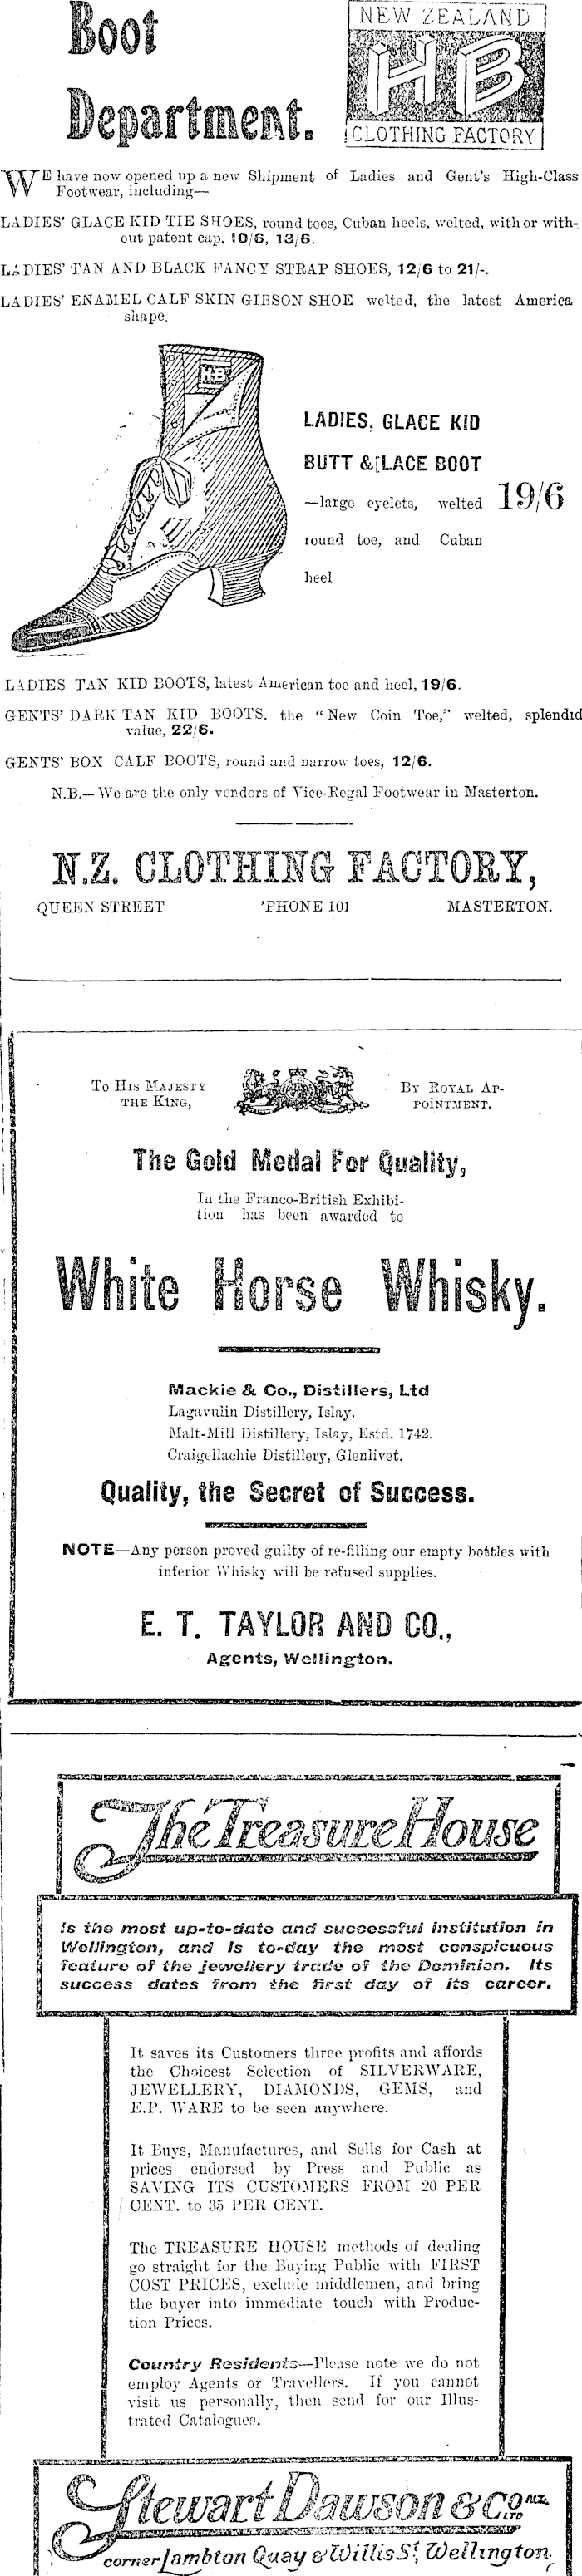 Boot
Department.
NEW ZEALAND
HB
CLOTHING FACTORY
WE have now opened up a new Shipment of Ladies and Gent's High-Class
Footwear, including—
LADIES' GLACE KID TIE SHOES, round toes, Cuban heels, welted, with or with-
out patent cap, 10/6, 13/6.
LADIES' TAN AND BLACK FANCY STRAP SHOES, 12/6 to 21/-.
LADIES' ENAMEL CALF SKIN GIBSON SHOE welted, the latest America
shape.
HB
LADIES, GLACE KID
BUTT & LACE BOOT
—large eyelets, welted 19/6
round toe, and Cuban
heel
LADIES TAN KID BOOTS, latest American toe and heel, 19/6.
GENTS' DARK TAN KID BOOTS. the "New Coin Toe," welted, splendid
value, 22/6.
GENTS' BOX CALF BOOTS, round and narrow toes, 12/6.
N.B.—We are the only vendors of Vice-Regal Footwear in Masterton.
N.Z. CLOTHING FACTORY,
QUEEN STREET 'PHONE 101 MASTERTON.
To His Majesty
the King,
By Royal Ap-
pointment.
The Gold Medal For Quality,
In the Franco-British Exhibi-
tion has been awarded to
White Horse Whisky.
Mackie & Co., Distillers, Ltd
Lagavulin Distillery, Islay.
Malt-Mill Distillery, Islay, Estd. 1742.
Craigellachie Distillery, Glenlivet.
Quality, the Secret of Success.
NOTE—Any person proved guilty of re-filling our empty bottles with
inferior Whisky will be refused supplies.
E. T. TAYLOR AND CO.,
Agents, Wellington.
The Treasure House
Is the most up-to-date and successful institution in
Wellington, and is to-day the most conspicuous
feature of the jewellery trade of the Dominion. Its
success dates from the first day of its career.
It saves its Customers three profits and affords
the Choicest Selection of SILVERWARE,
JEWELLERY, DIAMONDS, GEMS, and
E.P. WARE to be seen anywhere.
It Buys, Manufactures, and Sells for Cash at
prices endorsed by Press and Public as
SAVING ITS CUSTOMERS FROM 20 PER
CENT. to 35 PER CENT.
The TREASURE HOUSE methods of dealing
go straight for the Buying Public with FIRST
COST PRICES, exclude middlemen, and bring
the buyer into immediate touch with Produc-
tion Prices.
Country Residents—Please note we do not
employ Agents or Travellers. If you cannot
visit us personally, then send for our Illus-
trated Catalogues.
Stewart Dawson & Co NZ. LTD
corner Lambton Quay & Willis St Wellington.